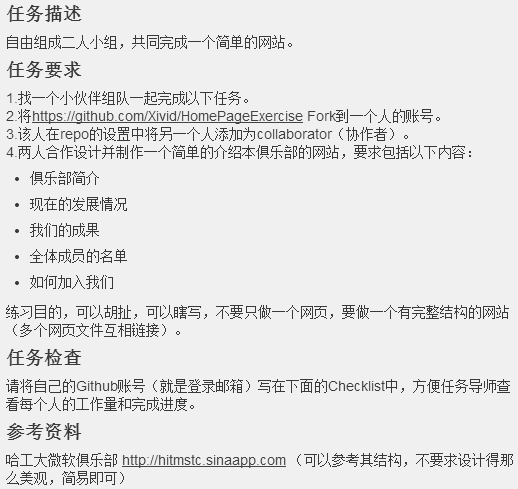 任务描述
自由组成二人小组，共同完成一个简单的网站。
任务要求
1.找一个小伙伴组队一起完成以下任务。
2.将https://github.com/Xivid/HomePageExercise Fork到一个人的账号。
3.该人在repo的设置中将另一个人添加为collaborator（协作者）。
4.两人合作设计并制作一个简单的介绍本俱乐部的网站，要求包括以下内容：
• 俱乐部简介
• 现在的发展情况
• 我们的成果
• 全体成员的名单
• 如何加入我们
练习目的，可以胡扯，可以瞎写，不要只做一个网页，要做一个有完整结构的网站
（多个网页文件互相链接）。
任务检查
请将自己的Github账号（就是登录邮箱）写在下面的Checklist中，方便任务导师查
看每个人的工作量和完成进度。
参考资料
哈工大微软俱乐部 http://hitmstc.sinaapp.com （可以参考其结构，不要求设计得那
么美观，简易即可）